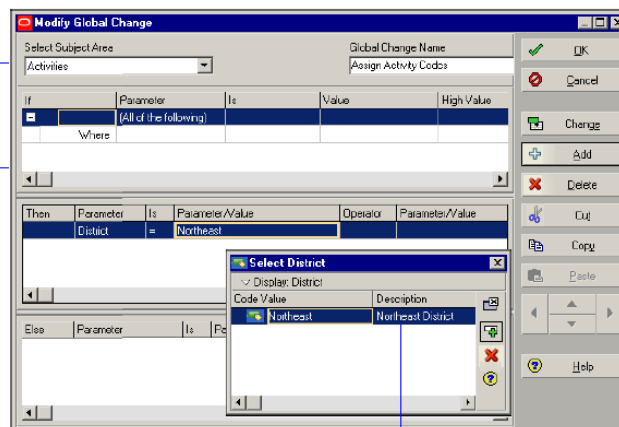 Modify Global Change
Select Subject Area
Global Change Name
Activities
Assign Activity Codes
If Parameter Is Value High Value
(All of the following)
Where
Then Parameter Is Parameter/Value Operator Parameter/Value
District = Northeast
Select District
Display: District
Code Value Description
Northeast Northeast District
Else Parameter Is
OK
Cancel
Change
Add
Delete
Cut
Copy
Paste
Help